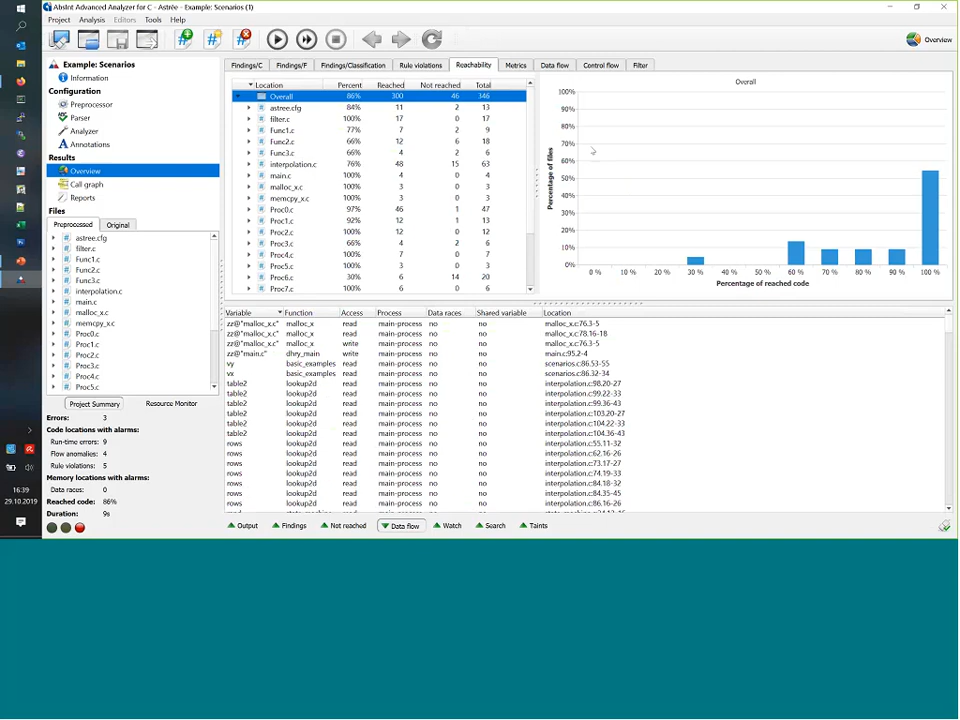 AbsInt Advanced Analyzer for C - Astrée - Example: Scenarios (1)
Project Analysis Editors Tools Help
Overview
Example: Scenarios
Information
Configuration
Preprocessor
Parser
Analyzer
Annotations
Results
Overview
Call graph
Reports
Files
Preprocessed Original
astree.cfg
filter.c
Func1.c
Func2.c
Func3.c
interpolation.c
main.c
malloc_x.c
memcpy_x.c
Proc0.c
Proc1.c
Proc2.c
Proc3.c
Proc4.c
Proc5.c
Project Summary Resource Monitor
Errors: 3
Code locations with alarms:
Run-time errors: 9
Flow anomalies: 4
Rule violations: 5
Memory locations with alarms:
Data races: 0
Reached code: 86%
Duration: 9s
16:39
29.10.2019
Findings/C Findings/F Findings/Classification Rule violations Reachability Metrics Data flow Control flow Filter
Location Percent Reached Not reached Total
Overall 86% 300 46 346
astree.cfg 84% 11 2 13
filter.c 100% 17 0 17
Func1.c 77% 7 2 9
Func2.c 66% 12 6 18
Func3.c 66% 4 2 6
interpolation.c 76% 48 15 63
main.c 100% 4 0 4
malloc_x.c 100% 3 0 3
memcpy_x.c 100% 3 0 3
Proc0.c 97% 46 1 47
Proc1.c 92% 12 1 13
Proc2.c 100% 12 0 12
Proc3.c 66% 4 2 6
Proc4.c 100% 7 0 7
Proc5.c 100% 3 0 3
Proc6.c 30% 6 14 20
Proc7.c 100% 6 0 6
Overall
Percentage of files
100%
90%
80%
70%
60%
50%
40%
30%
20%
10%
0%
0 % 10 % 20 % 30 % 40 % 50 % 60 % 70 % 80 % 90 % 100 %
Percentage of reached code
Variable Function Access Process Data races Shared variable Location
zz@"malloc_x.c" malloc_x read main-process no no malloc_x.c:76.3-5
zz@"malloc_x.c" malloc_x read main-process no no malloc_x.c:78.16-18
zz@"malloc_x.c" malloc_x write main-process no no malloc_x.c:76.3-5
zz@"main.c" dhry_main write main-process no no main.c:95.2-4
vy basic_examples read main-process no no scenarios.c:86.53-55
vx basic_examples read main-process no no scenarios.c:86.32-34
table2 lookup2d read main-process no no interpolation.c:98.20-27
table2 lookup2d read main-process no no interpolation.c:99.22-33
table2 lookup2d read main-process no no interpolation.c:99.36-43
table2 lookup2d read main-process no no interpolation.c:103.20-27
table2 lookup2d read main-process no no interpolation.c:104.22-33
table2 lookup2d read main-process no no interpolation.c:104.36-43
rows lookup2d read main-process no no interpolation.c:55.11-32
rows lookup2d read main-process no no interpolation.c:62.16-26
rows lookup2d read main-process no no interpolation.c:73.17-27
rows lookup2d read main-process no no interpolation.c:74.19-33
rows lookup2d read main-process no no interpolation.c:84.18-32
rows lookup2d read main-process no no interpolation.c:84.35-45
rows lookup2d read main-process no no interpolation.c:86.16-26
Output Findings Not reached Data flow Watch Search Taints